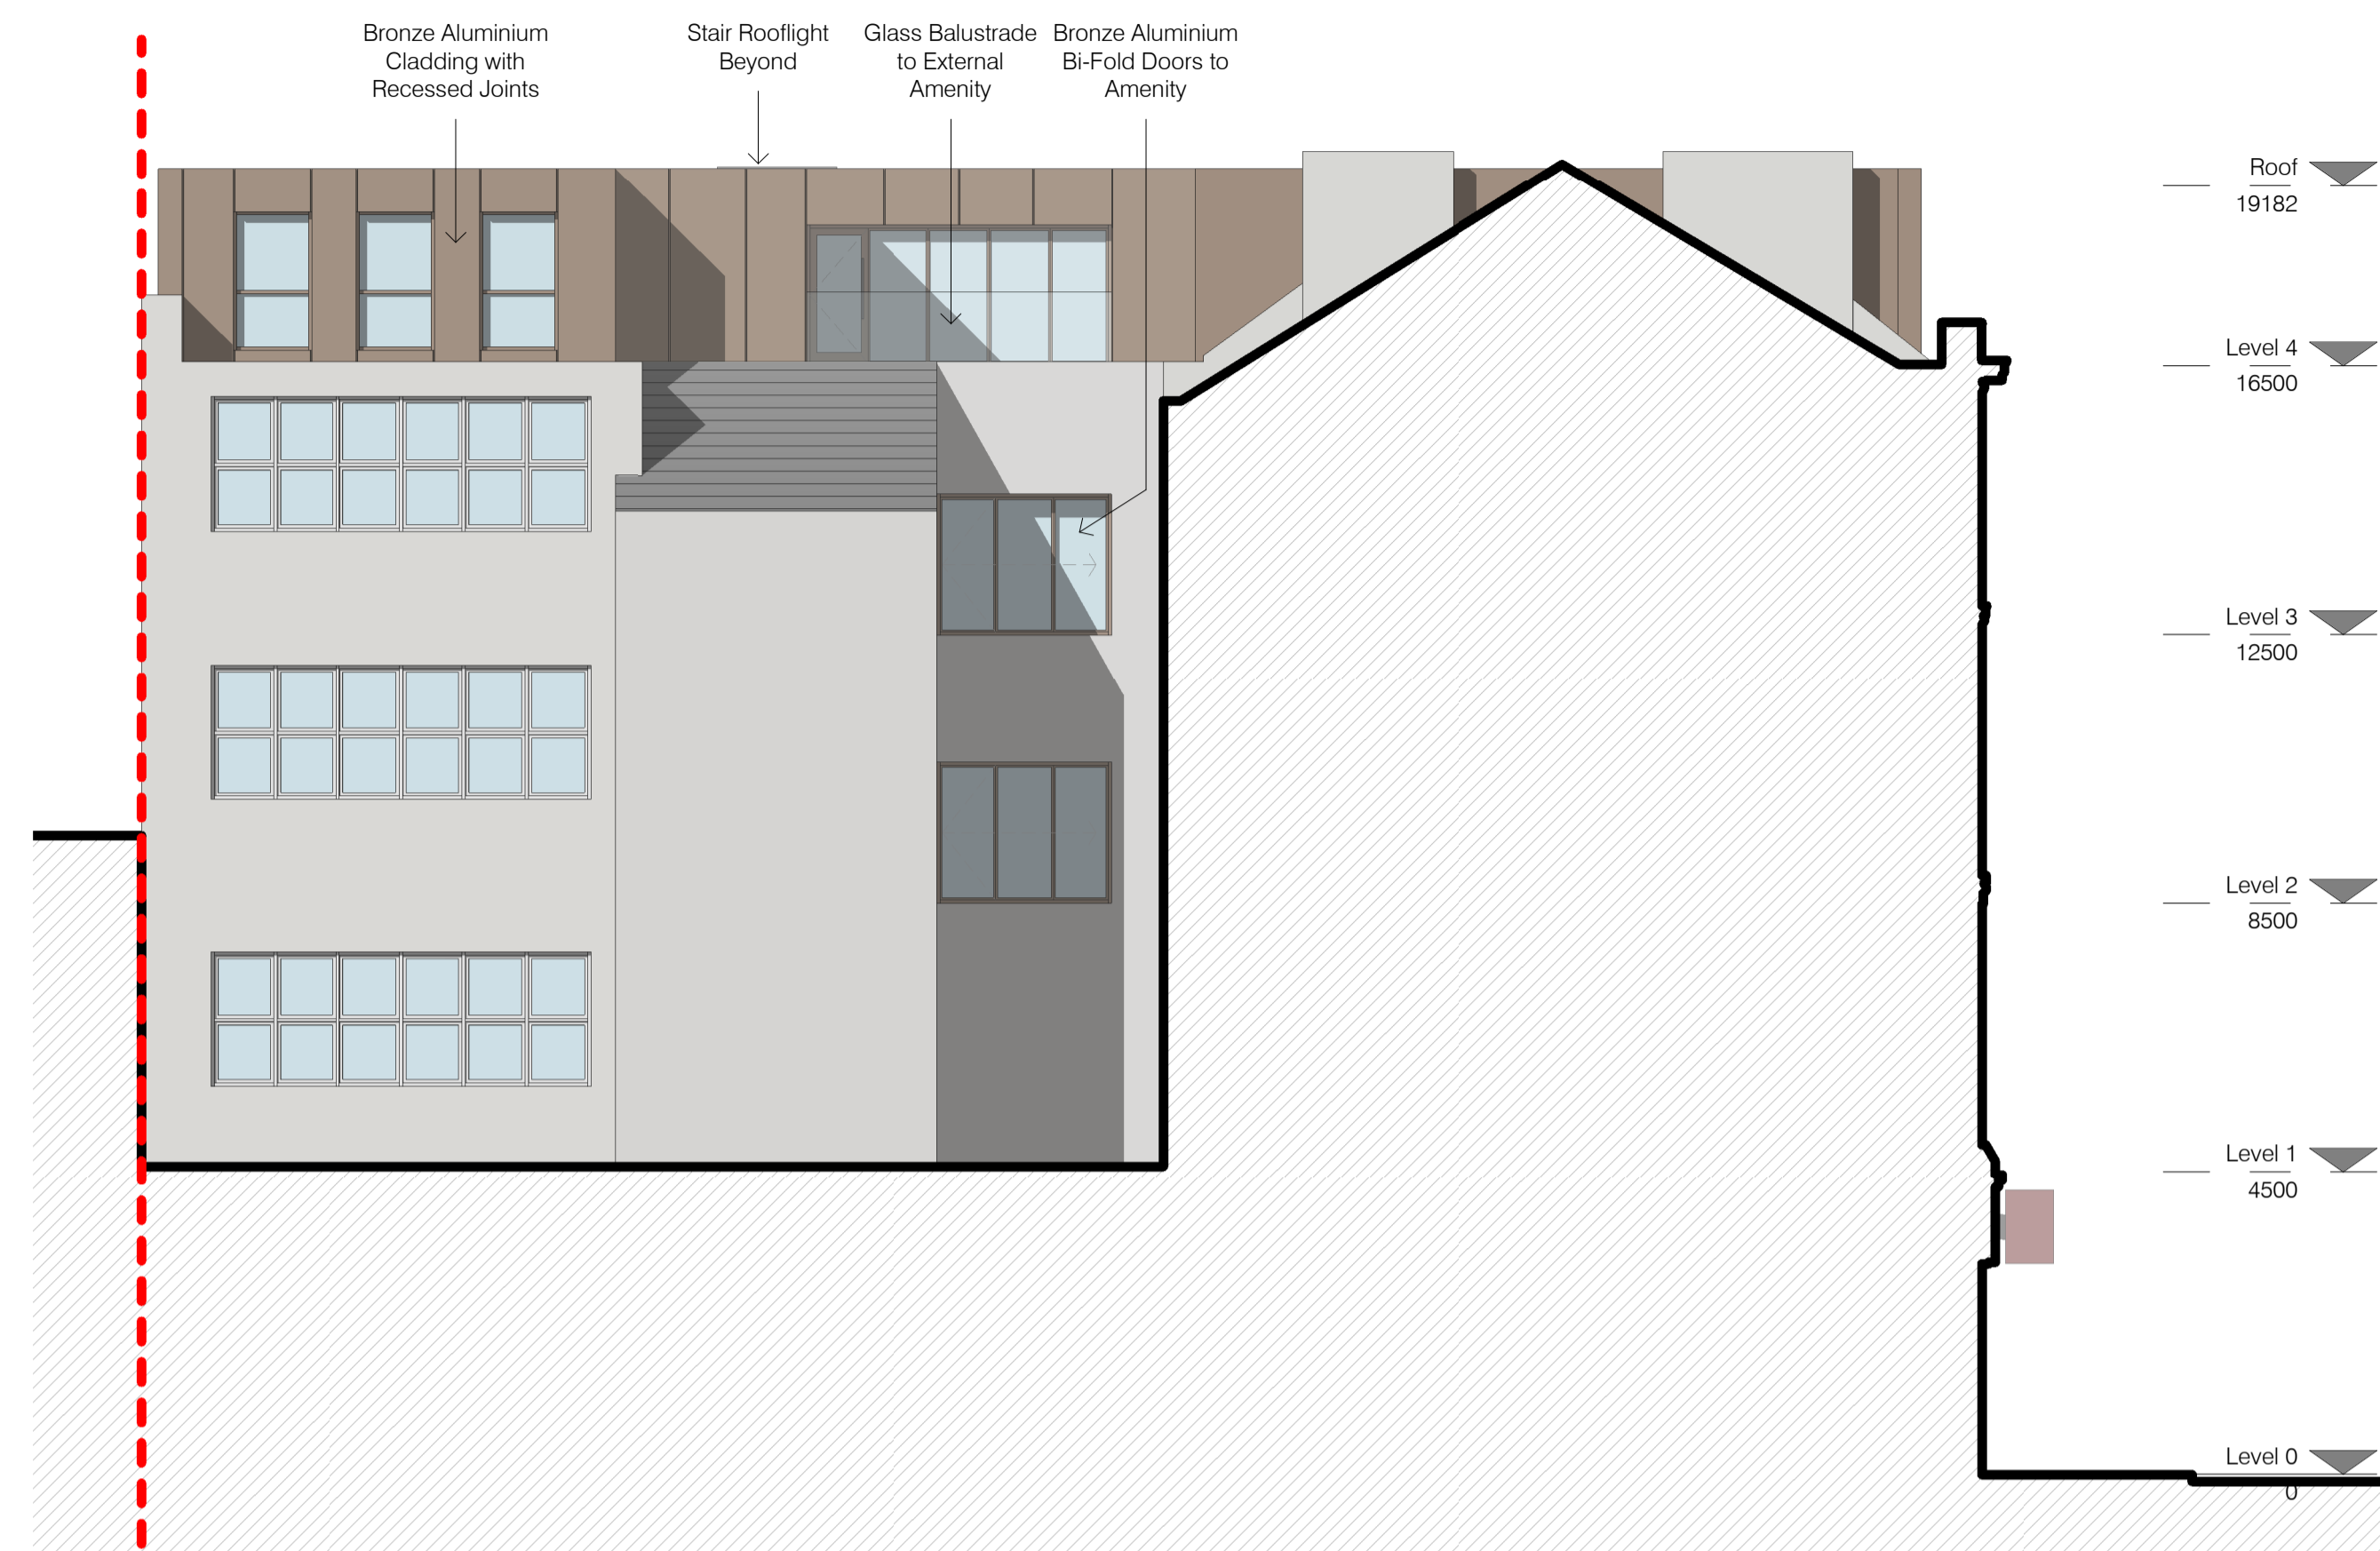 Bronze Aluminium
Cladding with
Recessed Joints
Stair Rooflight
Beyond
Glass Balustrade
to External
Amenity
Bronze Aluminium
Bi-Fold Doors to
Amenity
Roof
19182
Level 4
16500
Level 3
12500
Level 2
8500
Level 1
4500
Level 0
0